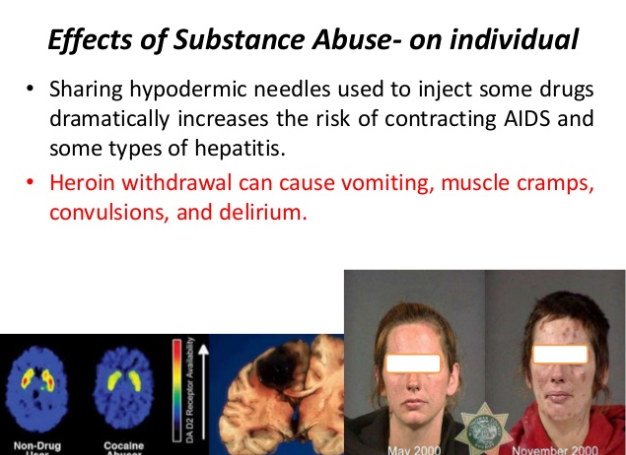 Effects of Substance Abuse- on individual
• Sharing hypodermic needles used to inject some drugs
dramatically increases the risk of contracting AIDS and
some types of hepatitis.
• Heroin withdrawal can cause vomiting, muscle cramps,
convulsions, and delirium.
DA D2 Receptor Availability
Non-Drug
User
Cocaine
Abuser
May 2000
November 2000